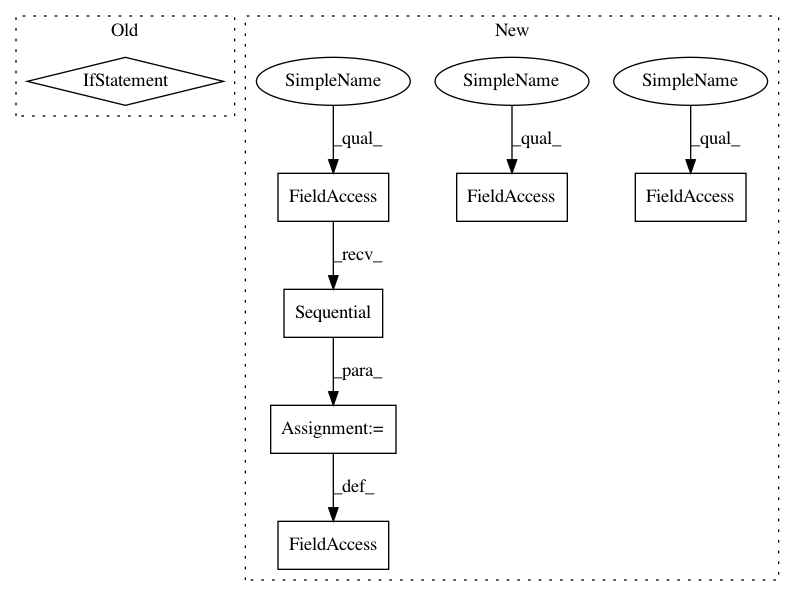 Old
New
IfStatement
SimpleName
SimpleName
SimpleName
_qual_
_qual_
_qual_
FieldAccess
FieldAccess
FieldAccess
_recv_
Sequential
_para_
Assignment:=
_def_
FieldAccess